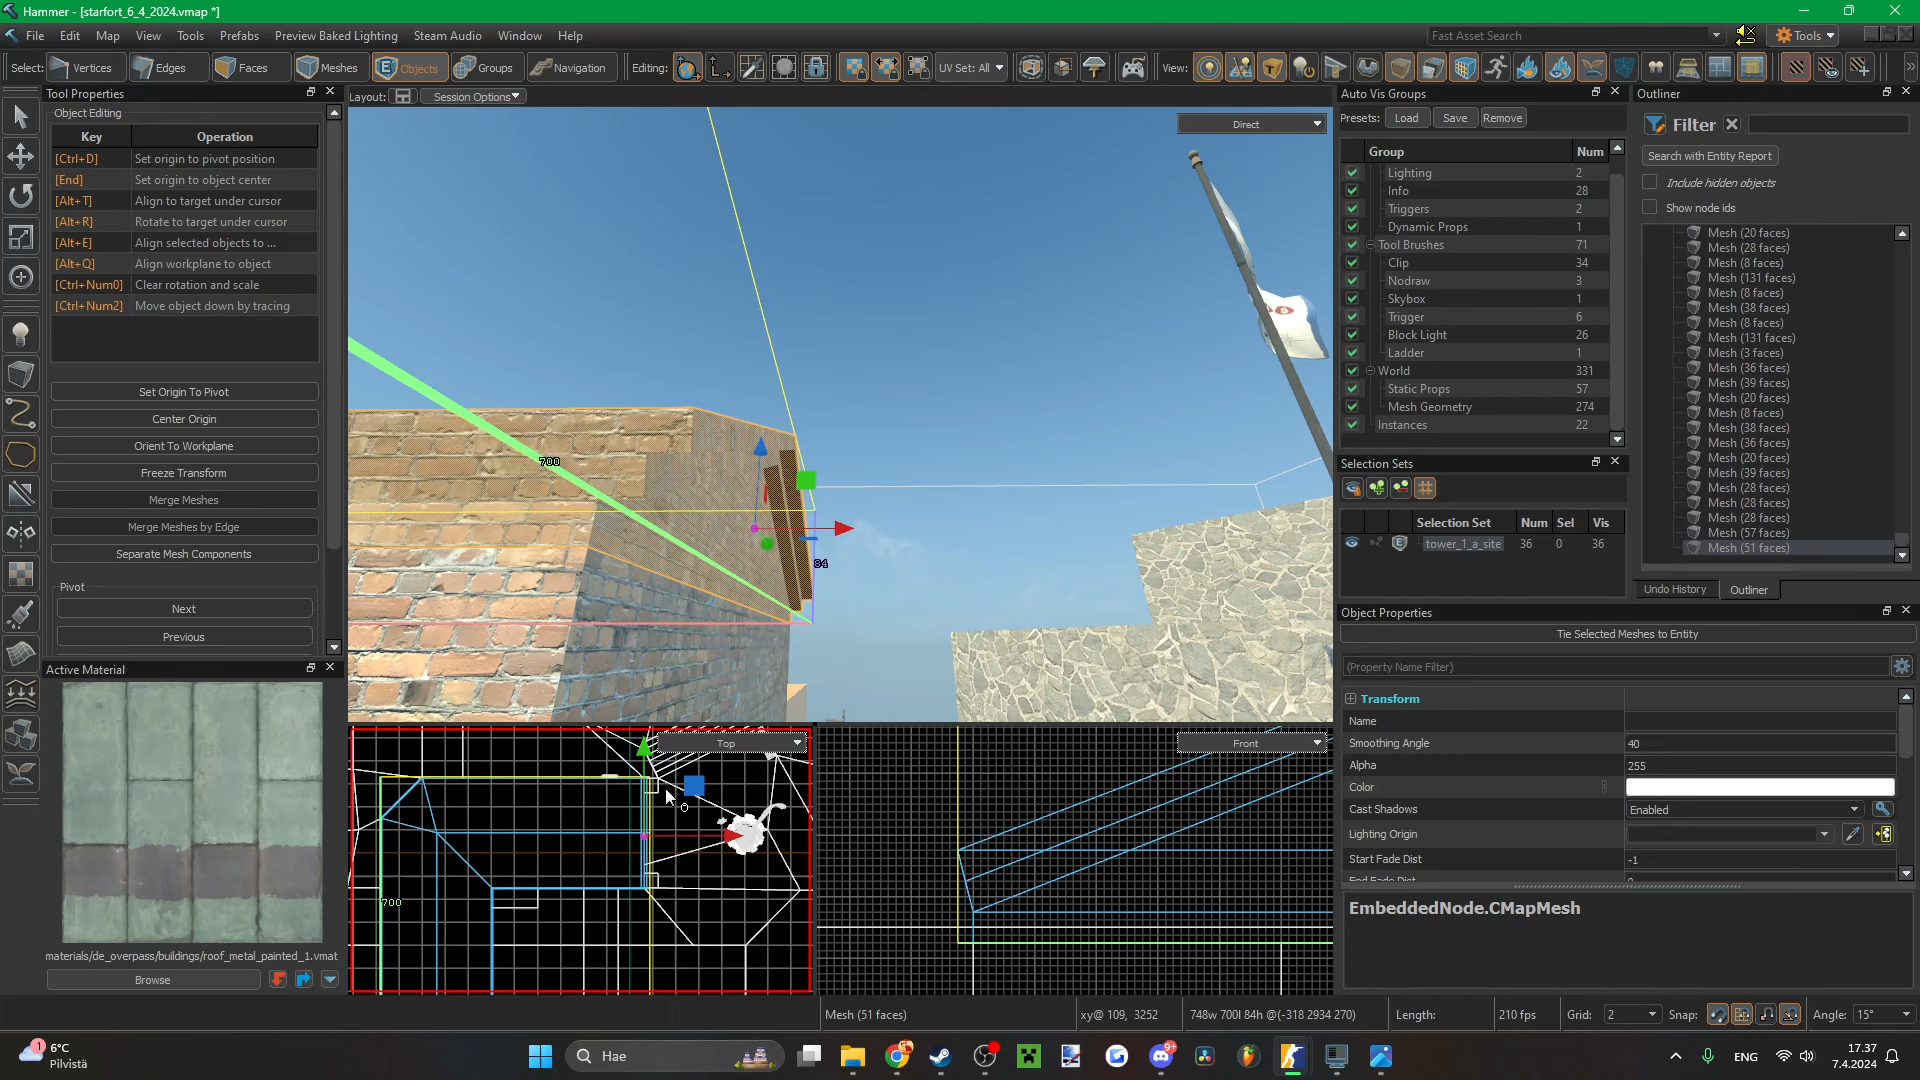 Hammer - [starfort_6_4_2024.vmap *]
File Edit Map View Tools Prefabs Preview Baked Lighting Steam Audio Window Help
Fast Asset Search
Tools
Select: Vertices Edges Faces Meshes Objects Groups Navigation Editing: UV Set: All View:
Tool Properties
Layout: Session Options
Auto Vis Groups
Outliner
Object Editing
Key Operation
[Ctrl+D] Set origin to pivot position
[End] Set origin to object center
[Alt+T] Align to target under cursor
[Alt+R] Rotate to target under cursor
[Alt+E] Align selected objects to ...
[Alt+Q] Align workplane to object
[Ctrl+Num0] Clear rotation and scale
[Ctrl+Num2] Move object down by tracing
Set Origin To Pivot
Center Origin
Orient To Workplane
Freeze Transform
Merge Meshes
Merge Meshes by Edge
Separate Mesh Components
Pivot
Next
Previous
Active Material
materials/de_overpass/buildings/roof_metal_painted_1.vmat
Browse
Direct
700
84
Top
0
700
Front
Presets: Load Save Remove
Group Num
Lighting 2
Info 28
Triggers 2
Dynamic Props 1
Tool Brushes 71
Clip 34
Nodraw 3
Skybox 1
Trigger 6
Block Light 26
Ladder 1
World 331
Static Props 57
Mesh Geometry 274
Instances 22
Selection Sets
Selection Set Num Sel Vis
tower_1_a_site 36 0 36
Filter
Search with Entity Report
Include hidden objects
Show node ids
Mesh (20 faces)
Mesh (28 faces)
Mesh (8 faces)
Mesh (131 faces)
Mesh (8 faces)
Mesh (38 faces)
Mesh (8 faces)
Mesh (131 faces)
Mesh (3 faces)
Mesh (36 faces)
Mesh (39 faces)
Mesh (20 faces)
Mesh (8 faces)
Mesh (38 faces)
Mesh (36 faces)
Mesh (20 faces)
Mesh (39 faces)
Mesh (28 faces)
Mesh (28 faces)
Mesh (28 faces)
Mesh (57 faces)
Mesh (51 faces)
Undo History Outliner
Object Properties
Tie Selected Meshes to Entity
(Property Name Filter)
Transform
Name
Smoothing Angle 40
Alpha 255
Color
Cast Shadows Enabled
Lighting Origin
Start Fade Dist -1
End Fade Dist 0
EmbeddedNode.CMapMesh
Mesh (51 faces) xy@ 109, 3252 748w 700l 84h @(-318 2934 270) Length: 210 fps Grid: 2 Snap: Angle: 15°
1
6°C
Pilvistä
Hae
9+
ENG
17.37
7.4.2024